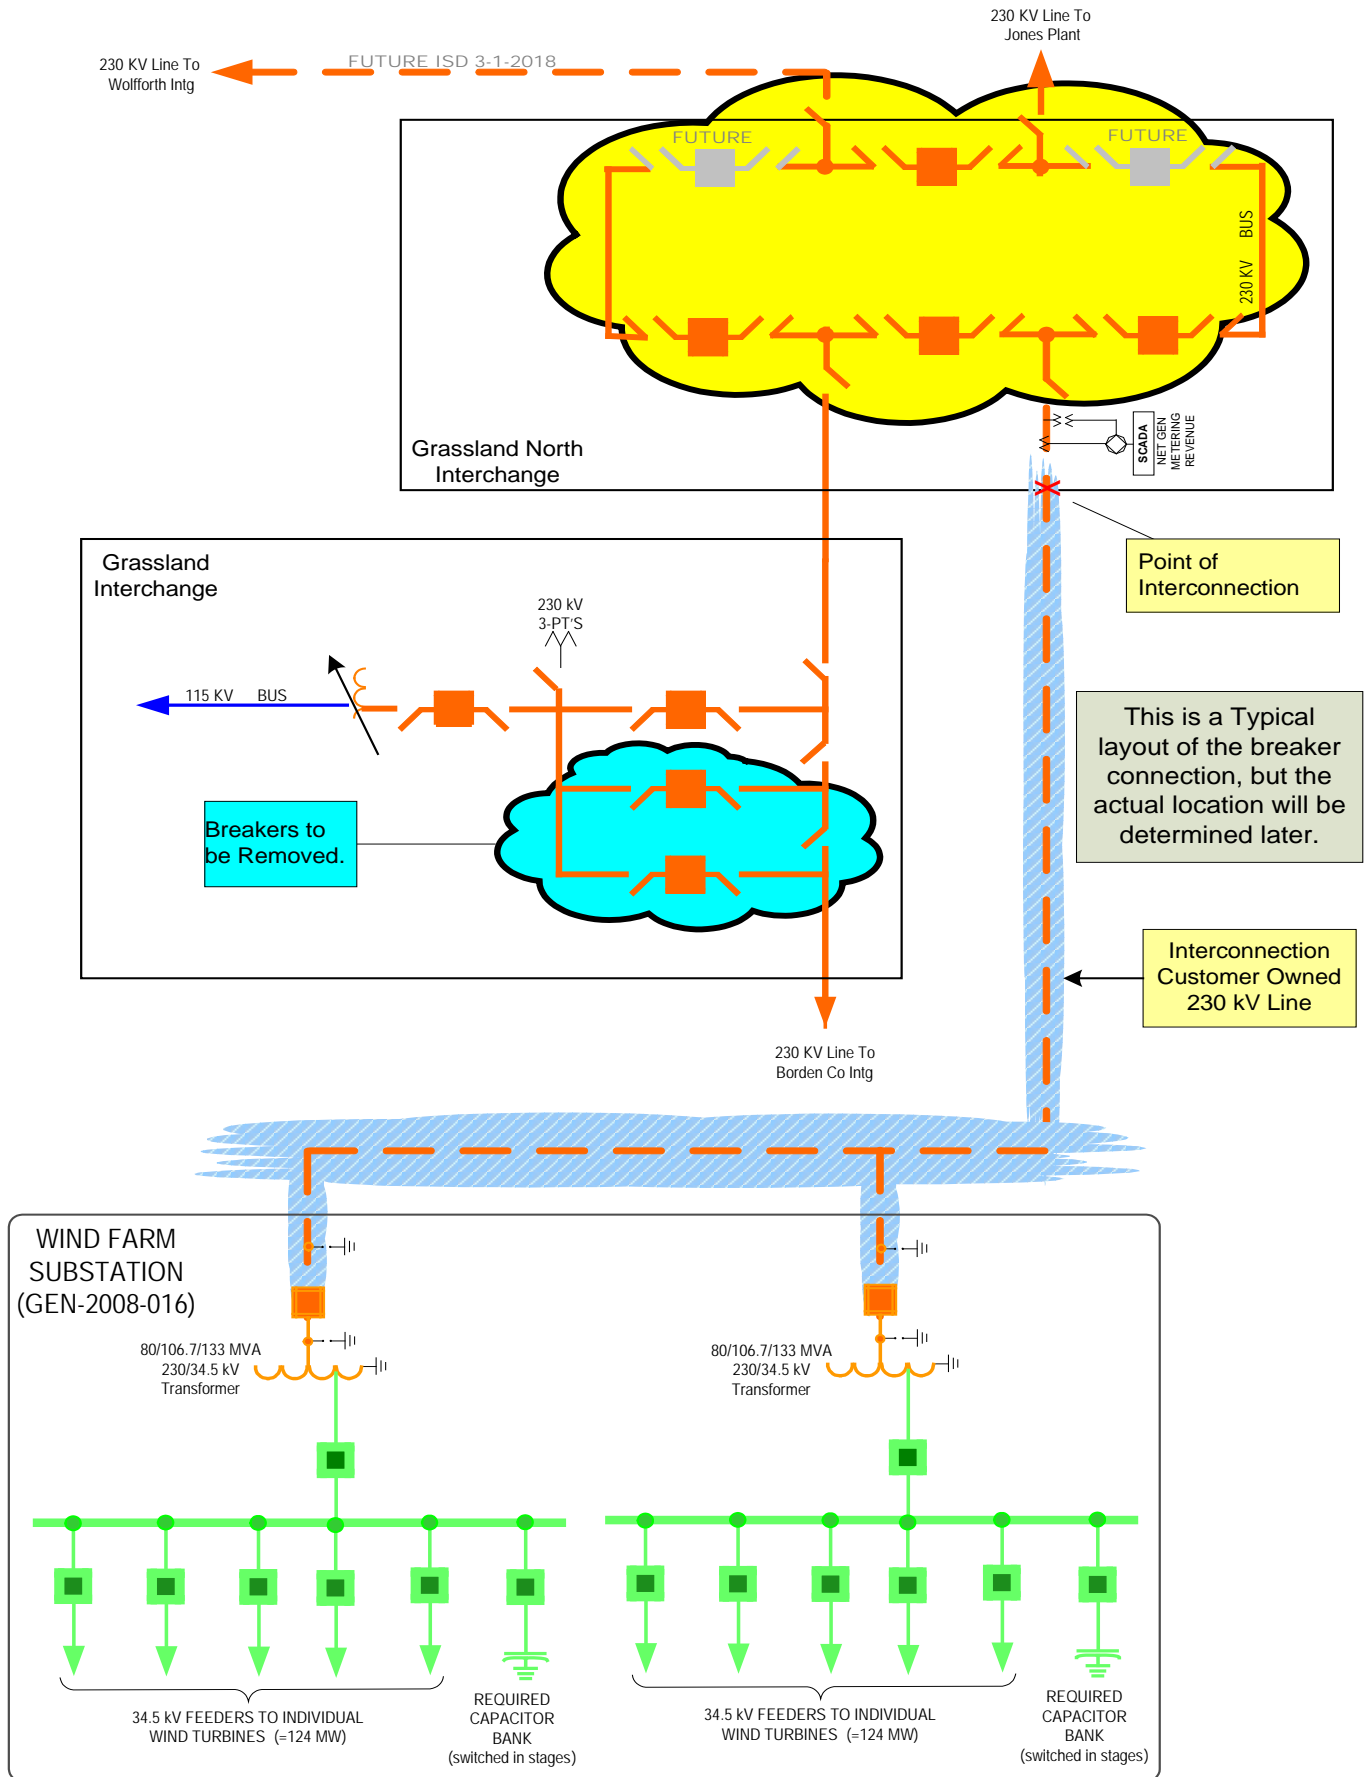 230 KV Line To
Jones Plant
230 KV Line To
Wolfforth Intg
FUTURE ISD 3-1-2018
FUTURE
FUTURE
230 KV BUS
Grassland North
Interchange
SCADA
NET GEN
METERING
REVENUE
Point of
Interconnection
Grassland
Interchange
230 kV
3-PT'S
115 KV BUS
This is a Typical
layout of the breaker
connection, but the
actual location will be
determined later.
Breakers to
be Removed.
Interconnection
Customer Owned
230 kV Line
230 KV Line To
Borden Co Intg
WIND FARM
SUBSTATION
(GEN-2008-016)
80/106.7/133 MVA
230/34.5 kV
Transformer
80/106.7/133 MVA
230/34.5 kV
Transformer
34.5 kV FEEDERS TO INDIVIDUAL
WIND TURBINES (=124 MW)
REQUIRED
CAPACITOR
BANK
(switched in stages)
34.5 kV FEEDERS TO INDIVIDUAL
WIND TURBINES (=124 MW)
REQUIRED
CAPACITOR
BANK
(switched in stages)